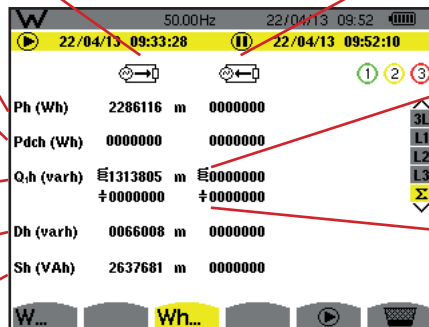 W 50.00Hz 22/04/13 09:52
22/04/13 09:33:28 22/04/13 09:52:10
1 2 3
Ph (Wh) 2286116 m 0000000
3L
Pdch (Wh) 0000000 0000000
L1
L2
Q₁h (varh) 1313805 m 0000000
L3
0000000 0000000
Σ
Dh (varh) 0066008 m 0000000
Sh (VAh) 2637681 m 0000000
W... Wh...